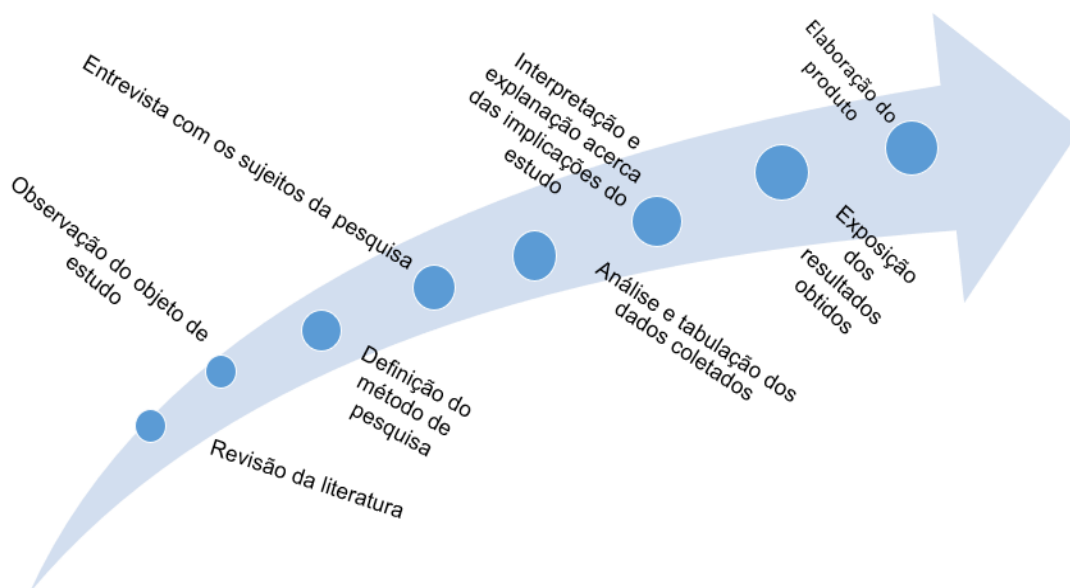 Revisão da literatura
Observação do objeto de
estudo
Definição do
método de
pesquisa
Entrevista com os sujeitos da pesquisa
Análise e tabulação dos
dados coletados
Interpretação e
explanação acerca
das implicações do
estudo
Exposição
dos
resultados
obtidos
Elaboração do
produto